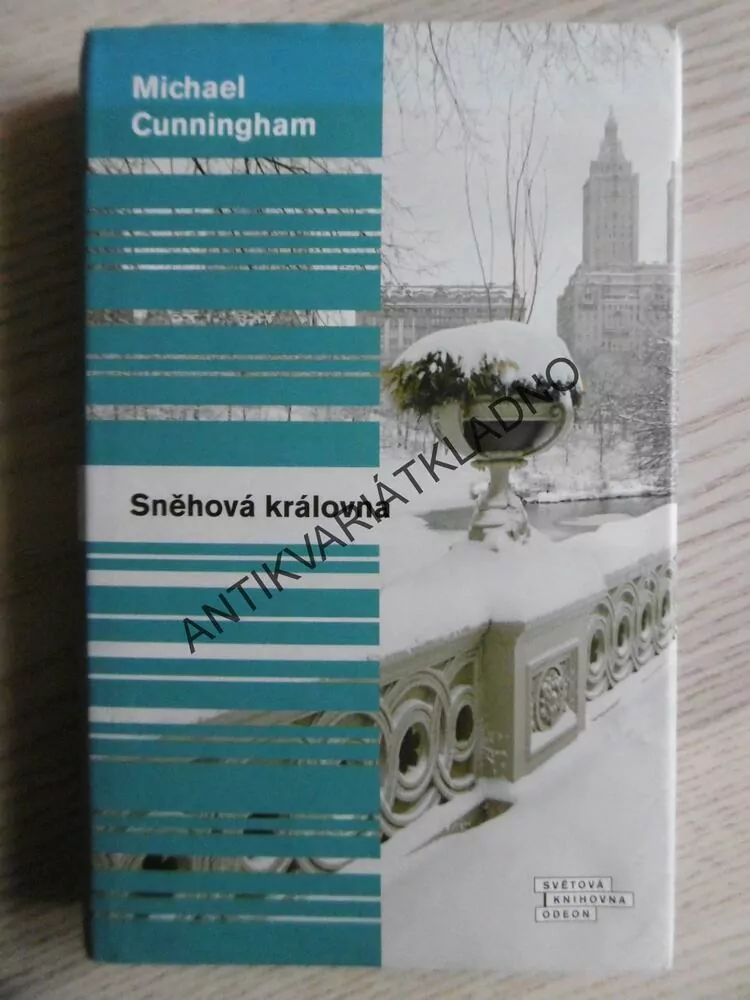 Michael
Cunningham
Sněhová královna
ANTIKVARIÁTKLADNO
SVĚTOVÁ
KNIHOVNA
ODEON